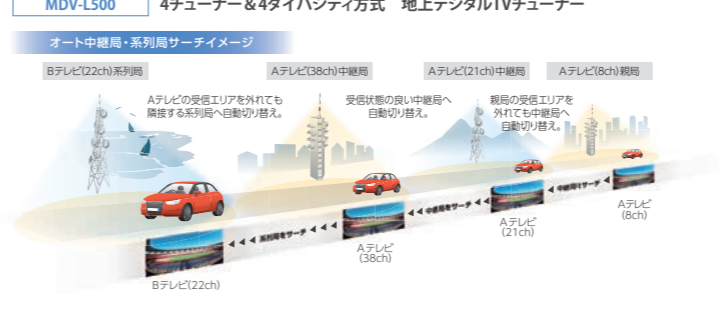 MDV-L500
4チューナー&4ダイバシティ方式 地上デジタルTVチューナー
オート中継局・系列局サーチイメージ
Bテレビ(22ch)系列局
Aテレビ(38ch)中継局
Aテレビ(21ch)中継局
Aテレビ(8ch)親局
Aテレビの受信エリアを外れても
隣接する系列局へ自動切り替え。
受信状態の良い中継局へ
自動切り替え。
親局の受信エリアを
外れても中継局へ
自動切り替え。
系列局をサーチ
中継局をサーチ
中継局をサーチ
Aテレビ
(8ch)
Aテレビ
(21ch)
Aテレビ
(38ch)
Bテレビ(22ch)